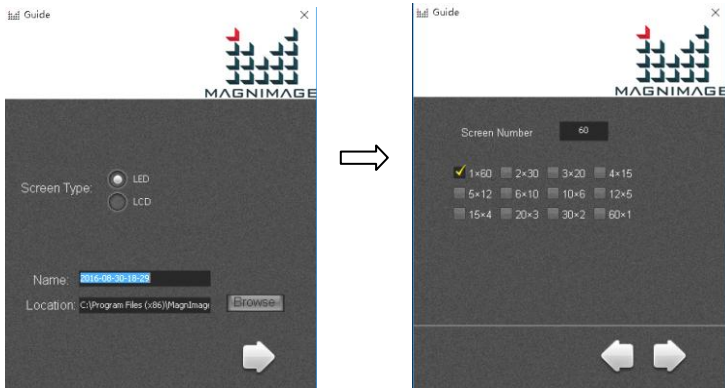 Guide
MAGNIMAGE
Screen Type:
LED
LCD
Name: 2016-08-30-18-29
Location: C:\Program Files (x86)\MagnImage
Browse
Guide
MAGNIMAGE
Screen Number 60
1×60 2×30 3×20 4×15
5×12 6×10 10×6 12×5
15×4 20×3 30×2 60×1